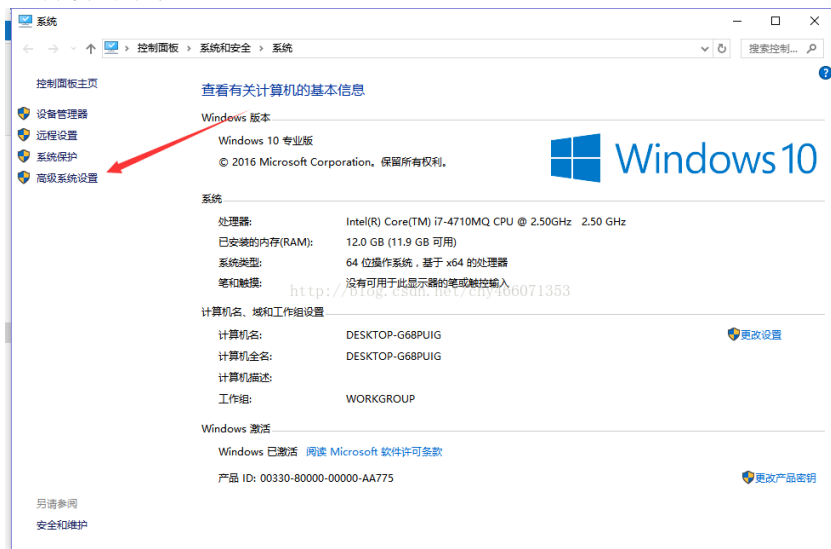 系统
控制面板 › 系统和安全 › 系统
搜索控制...
控制面板主页
设备管理器
远程设置
系统保护
高级系统设置
查看有关计算机的基本信息
Windows 版本
Windows 10 专业版
© 2016 Microsoft Corporation。保留所有权利。
Windows 10
系统
处理器: Intel(R) Core(TM) i7-4710MQ CPU @ 2.50GHz 2.50 GHz
已安装的内存(RAM): 12.0 GB (11.9 GB 可用)
系统类型: 64 位操作系统，基于 x64 的处理器
笔和触摸: 没有可用于此显示器的笔或触控输入
http://blog.csdn.net/chy466071353
计算机名、域和工作组设置
计算机名: DESKTOP-G68PUIG
更改设置
计算机全名: DESKTOP-G68PUIG
计算机描述:
工作组: WORKGROUP
Windows 激活
Windows 已激活 阅读 Microsoft 软件许可条款
产品 ID: 00330-80000-00000-AA775
更改产品密钥
另请参阅
安全和维护